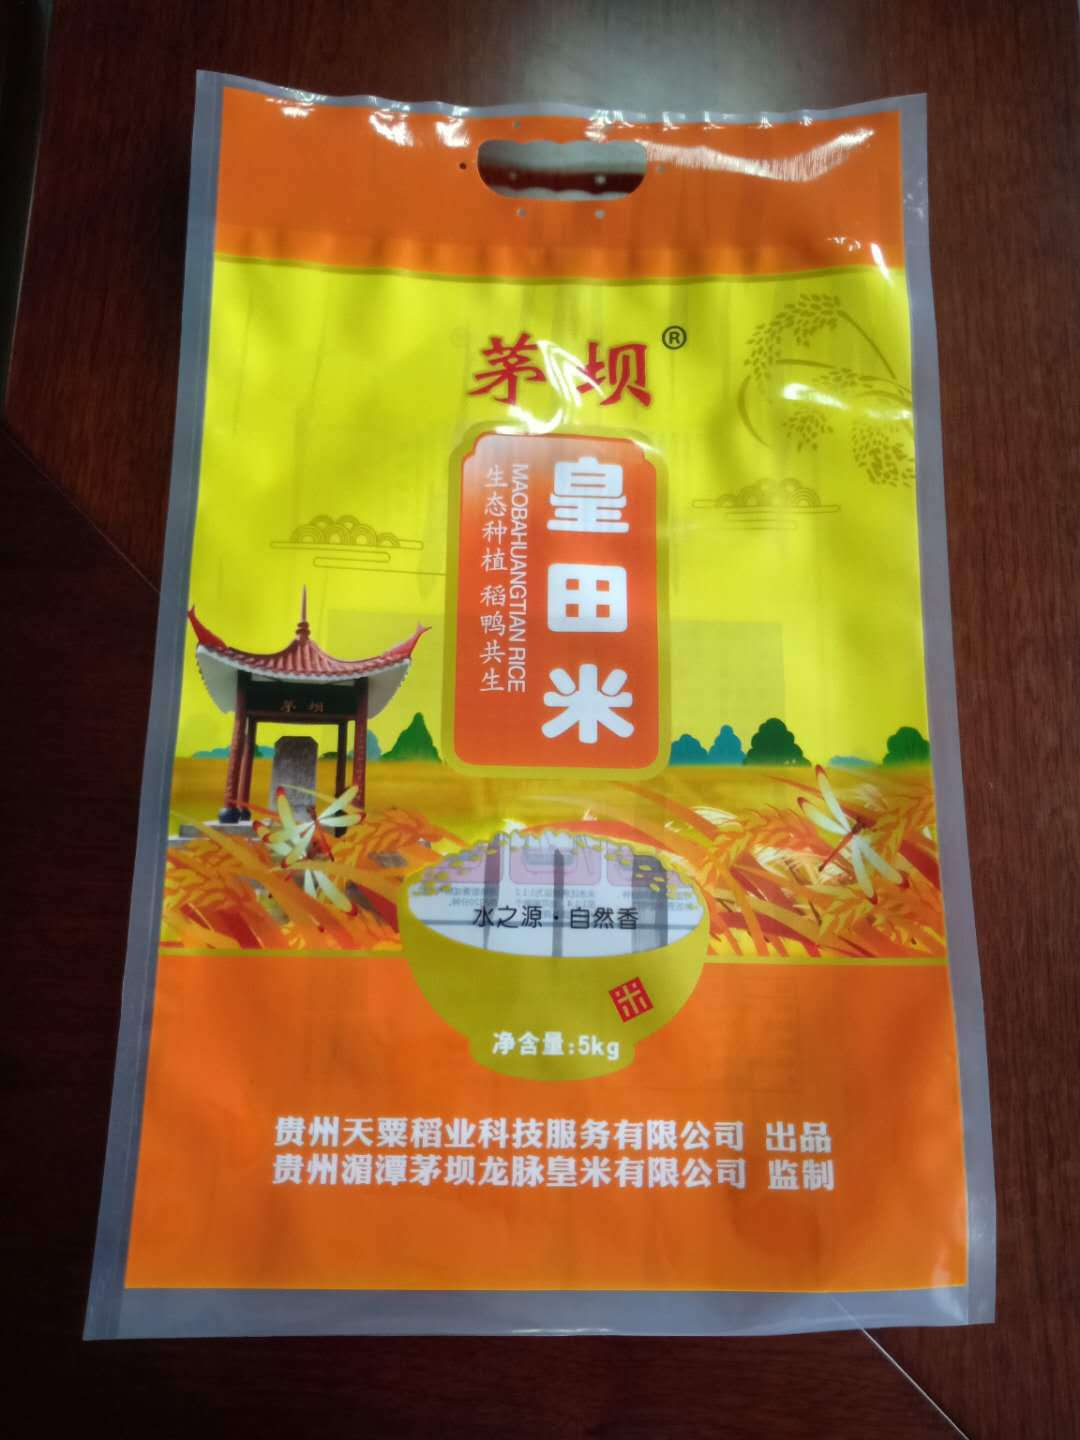 茅坝®
皇田米
MAOBAHUANGTIAN RICE
生态种植 稻鸭共生
茅坝
水之源·自然香
米
净含量:5kg
贵州天粟稻业科技服务有限公司 出品
贵州湄潭茅坝龙脉皇米有限公司 监制